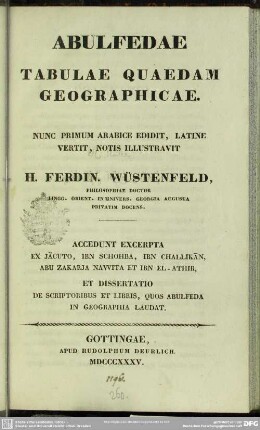 ABULFEDAE
TABULAE QUAEDAM
GEOGRAPHICAE.
NUNC PRIMUM ARABICE EDIDIT, LATINE
VERTIT, NOTIS ILLUSTRAVIT
H. FERDIN. WÜSTENFELD,
PHILOSOPHIAE DOCTOR
LINGG. ORIENT. IN UNIVERS. GEORGIA AUGUSTA
PRIVATIM DOCENS.
ACCEDUNT EXCERPTA
EX JÂCUTO, IBN SCHOHBA, IBN CHALLIKÂN,
ABU ZAKARJA NAVVITA ET IBN EL-ATHIR,
ET DISSERTATIO
DE SCRIPTORIBUS ET LIBRIS, QUOS ABULFEDA
IN GEOGRAPHIA LAUDAT.
GOTTINGAE,
APUD RUDOLPHUM DEUERLICH.
MDCCCXXXV.
260.
DFG